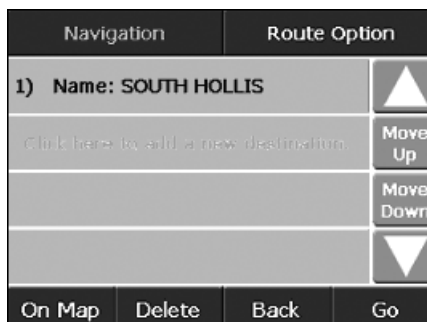 Navigation Route Option
1) Name: SOUTH HOLLIS
Click here to add a new destination.
Move Up
Move Down
On Map Delete Back Go